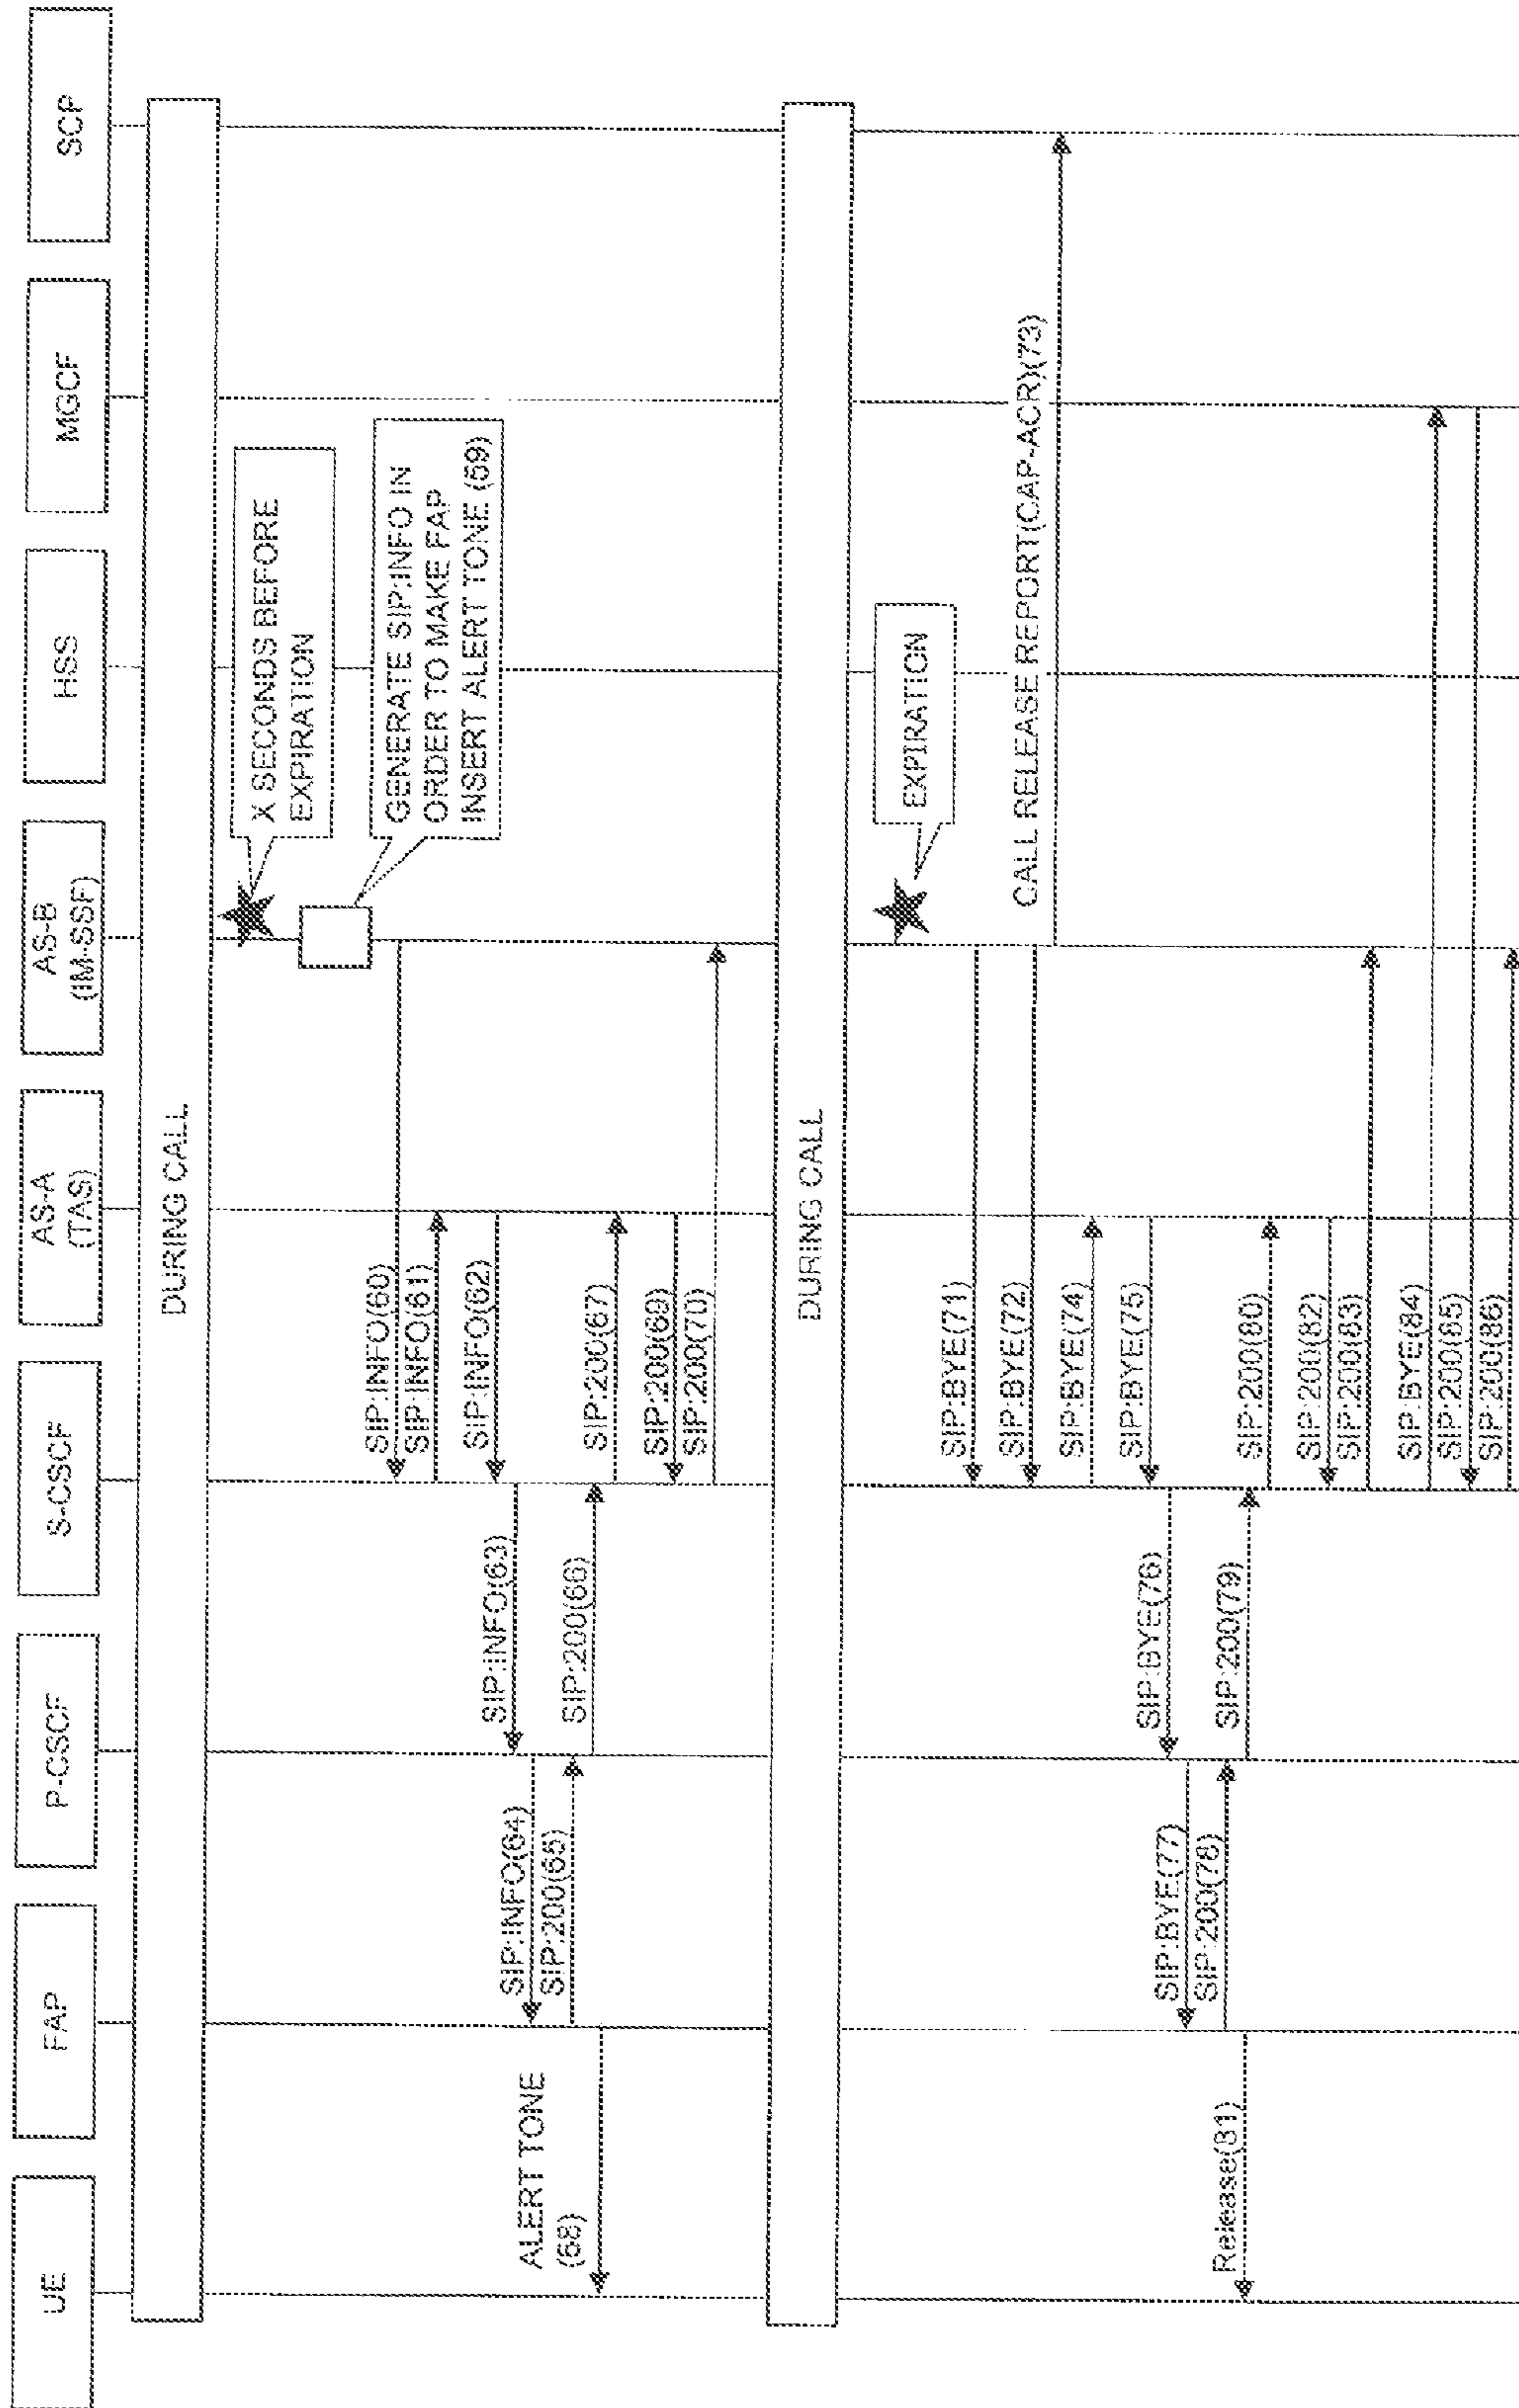 UE
FAP
P-CSCF
S-CSCF
AS-A
(TAS)
AS-B
(IM-SSF)
HSS
MGCF
SCP
DURING CALL
X SECONDS BEFORE
EXPIRATION
GENERATE SIP:INFO IN
ORDER TO MAKE FAP
INSERT ALERT TONE (59)
SIP:INFO(60)
SIP:INFO(61)
SIP:INFO(62)
SIP:INFO(63)
SIP:INFO(64)
SIP:200(65)
SIP:200(66)
SIP:200(67)
ALERT TONE
(68)
SIP:200(69)
SIP:200(70)
DURING CALL
EXPIRATION
SIP:BYE(71)
SIP:BYE(72)
CALL RELEASE REPORT(CAP-ACR)(73)
SIP:BYE(74)
SIP:BYE(75)
SIP:BYE(76)
SIP:BYE(77)
SIP:200(78)
SIP:200(79)
SIP:200(80)
Release(81)
SIP:200(82)
SIP:200(83)
SIP:BYE(84)
SIP:200(85)
SIP:200(86)